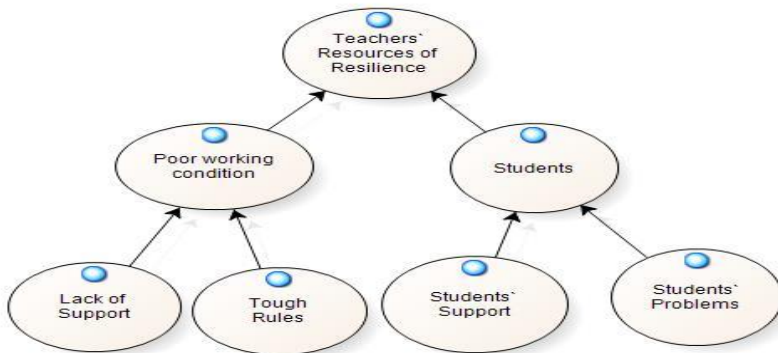 Teachers`
Resources of
Resilience
Poor working
condition
Students
Lack of
Support
Tough
Rules
Students`
Support
Students`
Problems